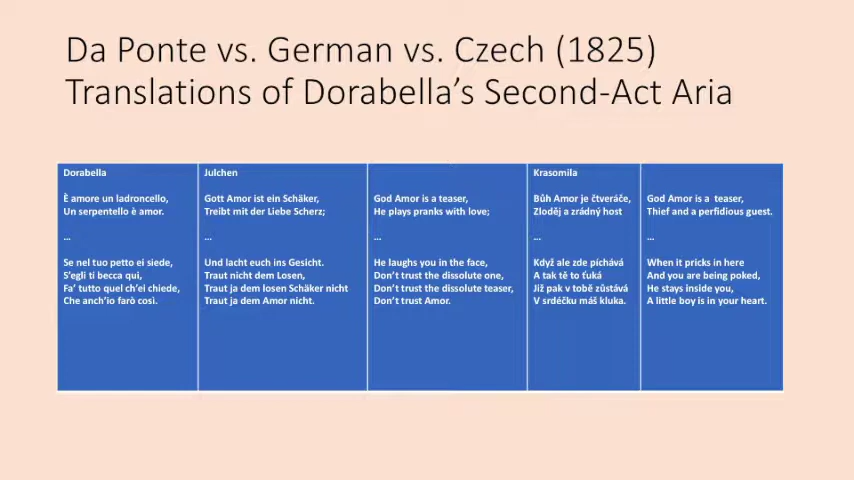 Da Ponte vs. German vs. Czech (1825)
Translations of Dorabella's Second-Act Aria
Dorabella
È amore un ladroncello,
Un serpentello è amor.
...
Se nel tuo petto ei siede,
S'egli ti becca qui,
Fa' tutto quel ch'ei chiede,
Che anch'io farò così.
Julchen
Gott Amor ist ein Schäker,
Treibt mit der Liebe Scherz;
...
Und lacht euch ins Gesicht.
Traut nicht dem Losen,
Traut ja dem losen Schäker nicht
Traut ja dem Amor nicht.
God Amor is a teaser,
He plays pranks with love;
...
He laughs you in the face,
Don't trust the dissolute one,
Don't trust the dissolute teaser,
Don't trust Amor.
Krasomila
Bůh Amor je čtveráče,
Zloděj a zrádný host
...
Když ale zde píchává
A tak tě to ťuká
Již pak v tobě zůstává
V srdéčku máš kluka.
God Amor is a teaser,
Thief and a perfidious guest.
...
When it pricks in here
And you are being poked,
He stays inside you,
A little boy is in your heart.